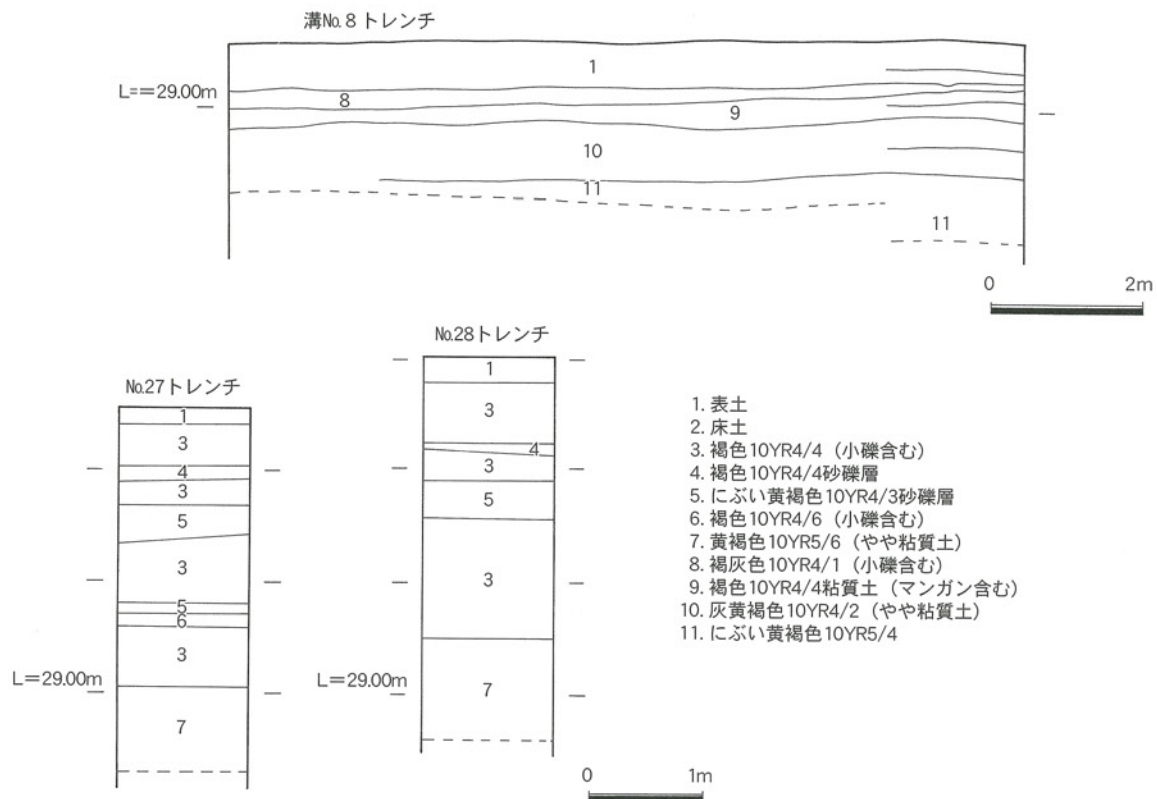 溝№8トレンチ
1
L==29.00m
8
9
10
11
11
0 2m
№28トレンチ
№27トレンチ
1
3
4
3
5
3
L=29.00m
7
1
3
4
3
5
3
5
6
3
L=29.00m
7
0 1m
1. 表土
2. 床土
3. 褐色10YR4/4（小礫含む）
4. 褐色10YR4/4砂礫層
5. にぶい黄褐色10YR4/3砂礫層
6. 褐色10YR4/6（小礫含む）
7. 黄褐色10YR5/6（やや粘質土）
8. 褐灰色10YR4/1（小礫含む）
9. 褐色10YR4/4粘質土（マンガン含む）
10. 灰黄褐色10YR4/2（やや粘質土）
11. にぶい黄褐色10YR5/4